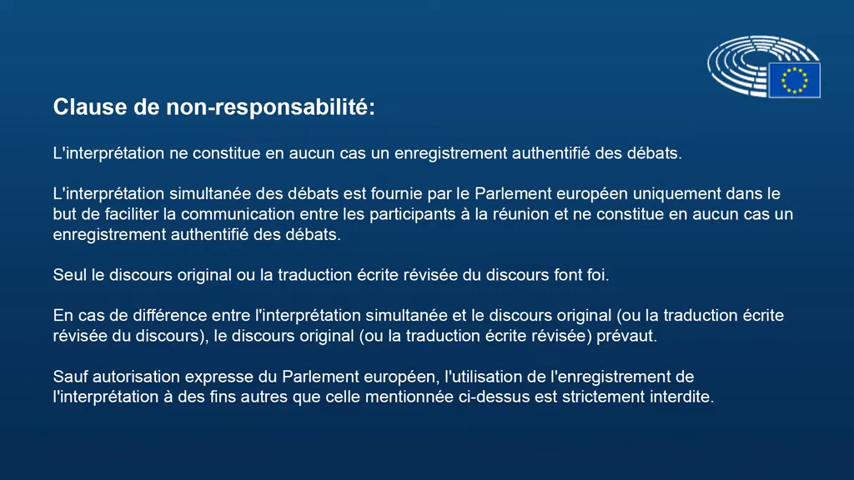 Clause de non-responsabilité:
L'interprétation ne constitue en aucun cas un enregistrement authentifié des débats.
L'interprétation simultanée des débats est fournie par le Parlement européen uniquement dans le
but de faciliter la communication entre les participants à la réunion et ne constitue en aucun cas un
enregistrement authentifié des débats.
Seul le discours original ou la traduction écrite révisée du discours font foi.
En cas de différence entre l'interprétation simultanée et le discours original (ou la traduction écrite
révisée du discours), le discours original (ou la traduction écrite révisée) prévaut.
Sauf autorisation expresse du Parlement européen, l'utilisation de l'enregistrement de
l'interprétation à des fins autres que celle mentionnée ci-dessus est strictement interdite.